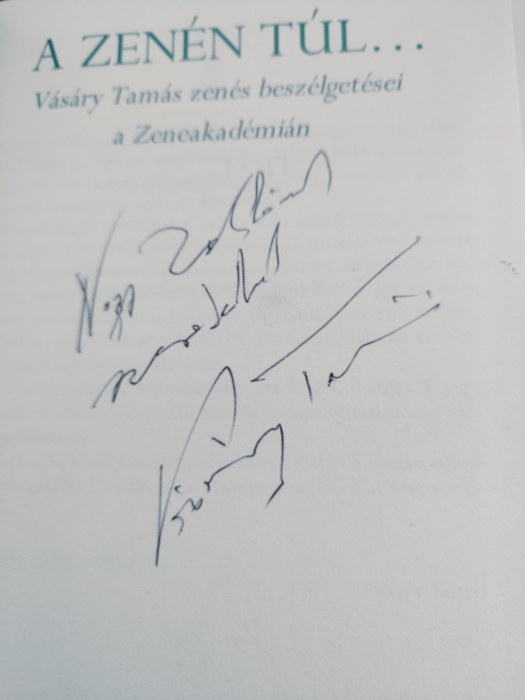 A ZENÉN TÚL...
Vásáry Tamás zenés beszélgetései
a Zeneakadémián
Nagy Zoltánnak
szeretettel
Vásáry Tamás